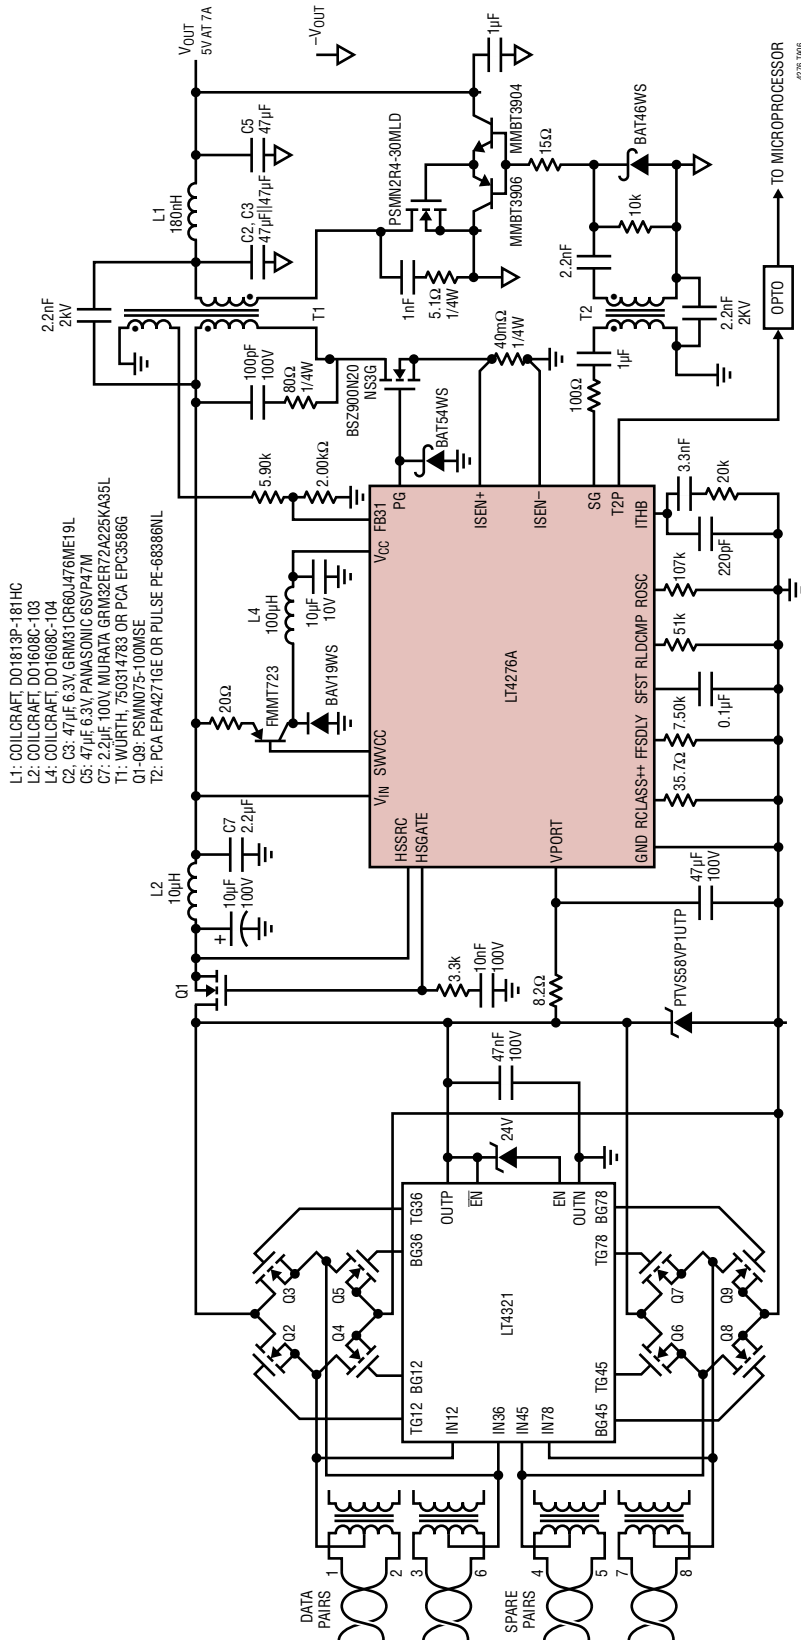 L1: COILCRAFT, DO1813P-181HC
L2: COILCRAFT, DO1608C-103
L4: COILCRAFT, DO1608C-104
C2, C3: 47µF, 6.3V, GRM31CR60J476ME19L
C5: 47µF, 6.3V, PANASONIC 6SVP47M
C7: 2.2µF, 100V, MURATA GRM32ER72A225KA35L
T1: WÜRTH, 750314783 OR PCA EPC3586G
Q1-Q9: PSMN075-100MSE
T2: PCA EPA4271GE OR PULSE PE-68386NL
DATA
PAIRS
1
2
3
6
SPARE
PAIRS
4
5
7
8
Q2
Q3
Q4
Q5
TG12
BG12
BG36
TG36
IN12
IN36
IN45
IN78
LT4321
OUTP
EN
EN
OUTN
BG45
TG45
TG78
BG78
Q6
Q7
Q8
Q9
24V
47nF
100V
Q1
3.3k
10nF
100V
8.2Ω
PTVS58VP1UTP
L2
10µH
+
10µF
100V
C7
2.2µF
47µF
100V
20Ω
FMMT723
BAV19WS
L4
100µH
10µF
10V
5.90k
2.00kΩ
HSSRC
HSGATE
VIN
SWVCC
VCC
FB31
VPORT
LT4276A
PG
ISEN+
ISEN–
SG
T2P
GND
RCLASS++
FFSDLY
SFST
RLDCMP
ROSC
ITHB
35.7Ω
7.50k
0.1µF
51k
107k
220pF
3.3nF
20k
2.2nF
2kV
100pF
100V
80Ω
1/4W
BSZ900N20
NS3G
BAT54WS
40mΩ
1/4W
T1
L1
180nH
C2, C3
47µF||47µF
C5
47µF
VOUT
5V AT 7A
–VOUT
1nF
5.1Ω
1/4W
PSMN2R4-30MLD
MMBT3906
MMBT3904
1µF
15Ω
100Ω
1µF
T2
2.2nF
10k
BAT46WS
2.2nF
2KV
OPTO
TO MICROPROCESSOR
4276 TA06